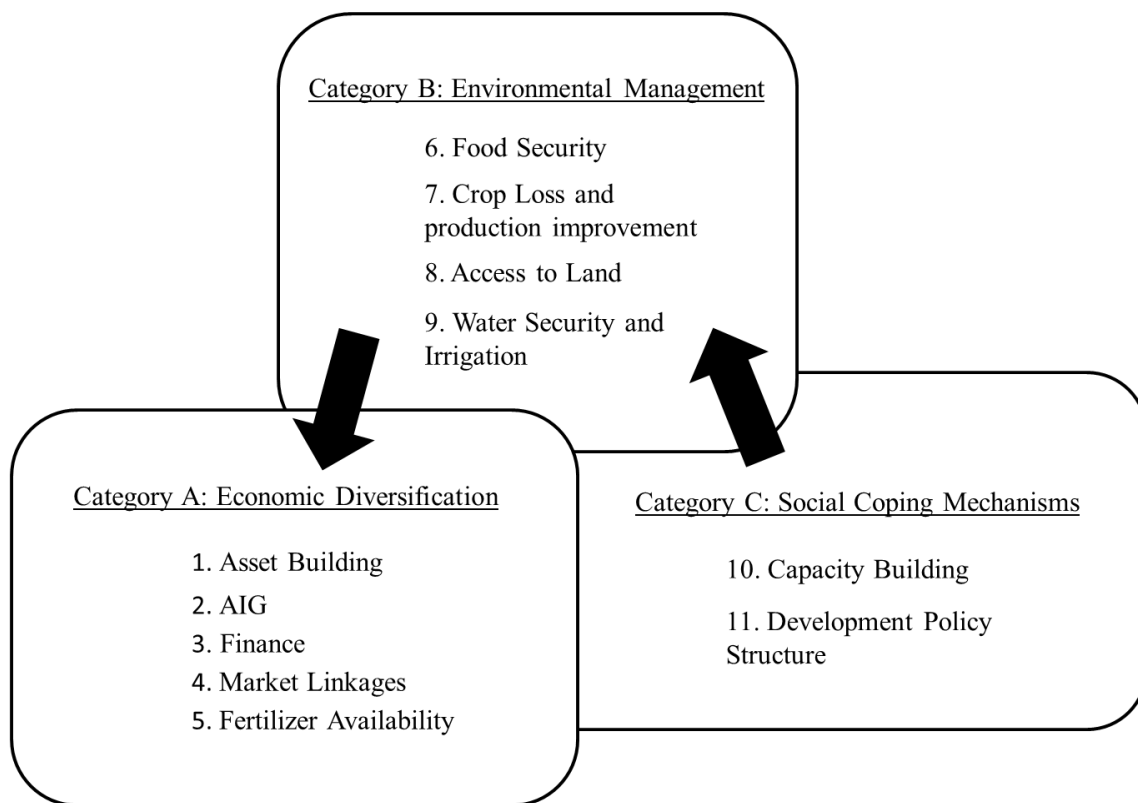 Category B: Environmental Management
6. Food Security
7. Crop Loss and
production improvement
8. Access to Land
9. Water Security and
Irrigation
Category A: Economic Diversification
1. Asset Building
2. AIG
3. Finance
4. Market Linkages
5. Fertilizer Availability
Category C: Social Coping Mechanisms
10. Capacity Building
11. Development Policy
Structure